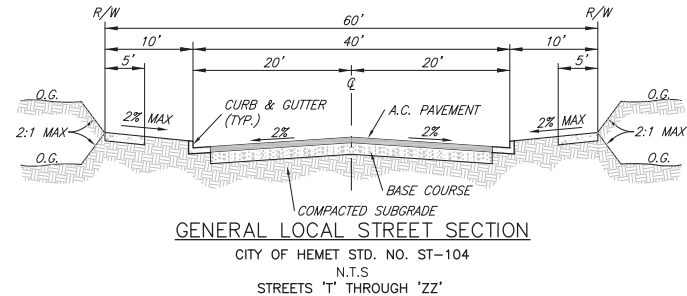 R/W
R/W
60'
10'
40'
10'
5'
20'
20'
5'
℄
O.G.
O.G.
CURB & GUTTER
(TYP.)
A.C. PAVEMENT
2% MAX
2%
2%
2% MAX
2:1 MAX
2:1 MAX
O.G.
O.G.
BASE COURSE
COMPACTED SUBGRADE
GENERAL LOCAL STREET SECTION
CITY OF HEMET STD. NO. ST-104
N.T.S
STREETS 'T' THROUGH 'ZZ'